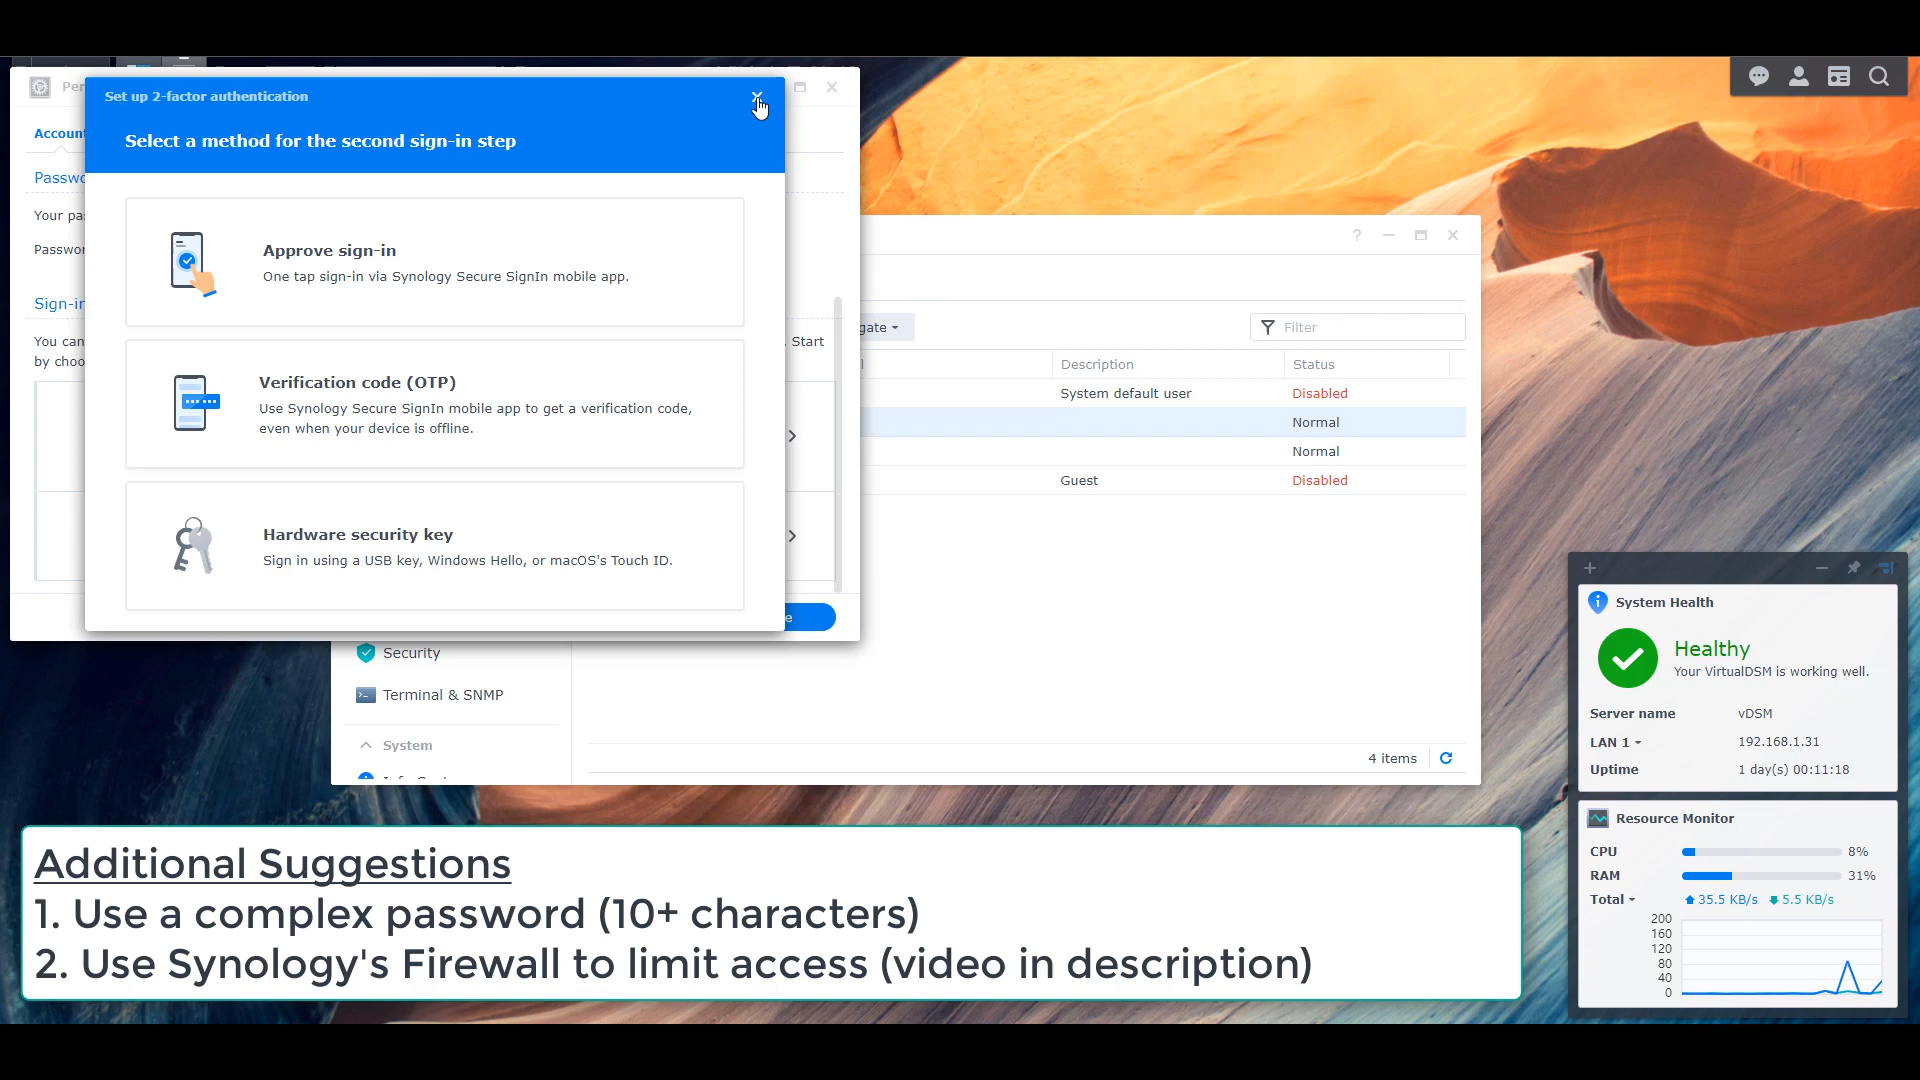 Per
Set up 2-factor authentication
Select a method for the second sign-in step
Approve sign-in
One tap sign-in via Synology Secure SignIn mobile app.
Verification code (OTP)
Use Synology Secure SignIn mobile app to get a verification code,
even when your device is offline.
Hardware security key
Sign in using a USB key, Windows Hello, or macOS's Touch ID.
Accoun
Passwo
Your pa
Passwor
Sign-in
You can
. Start
by choo
e
?
gate
Filter
Description
Status
System default user
Disabled
Normal
Normal
Guest
Disabled
Security
Terminal & SNMP
System
4 items
System Health
Healthy
Your VirtualDSM is working well.
Server name
vDSM
LAN 1
192.168.1.31
Uptime
1 day(s) 00:11:18
Resource Monitor
CPU
8%
RAM
31%
Total
35.5 KB/s
5.5 KB/s
200
160
120
80
40
0
Additional Suggestions
1. Use a complex password (10+ characters)
2. Use Synology's Firewall to limit access (video in description)